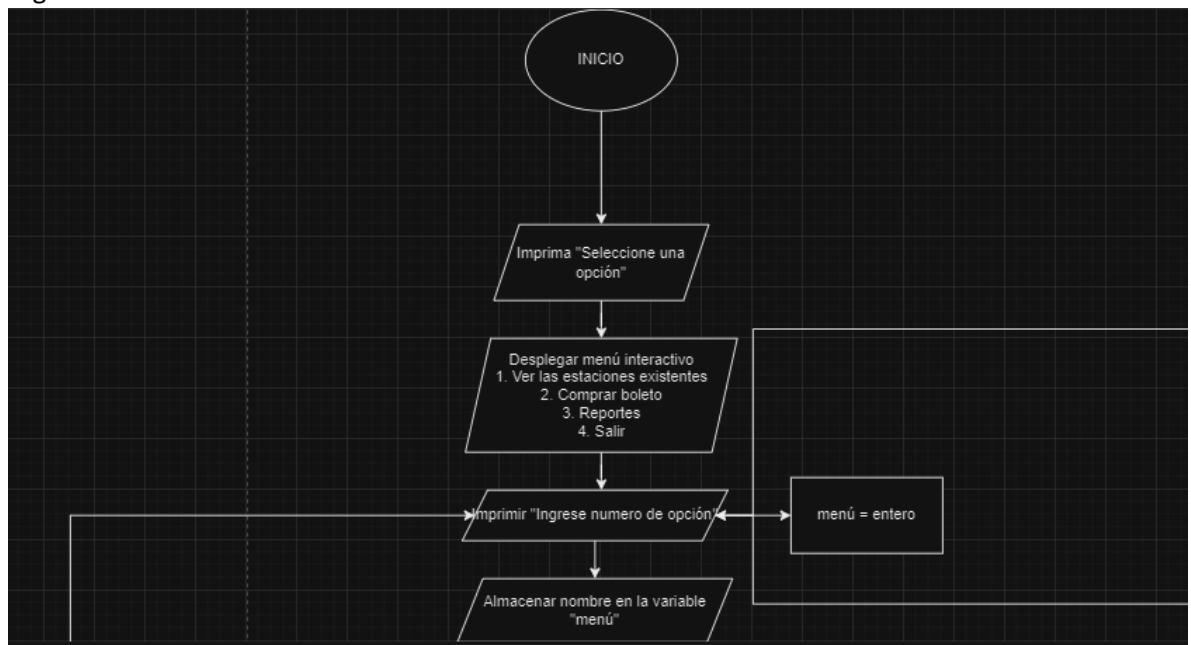 INICIO
Imprima "Seleccione una
opción"
Desplegar menú interactivo
1. Ver las estaciones existentes
2. Comprar boleto
3. Reportes
4. Salir
Imprimir "Ingrese numero de opción"
menú = entero
Almacenar nombre en la variable
"menú"